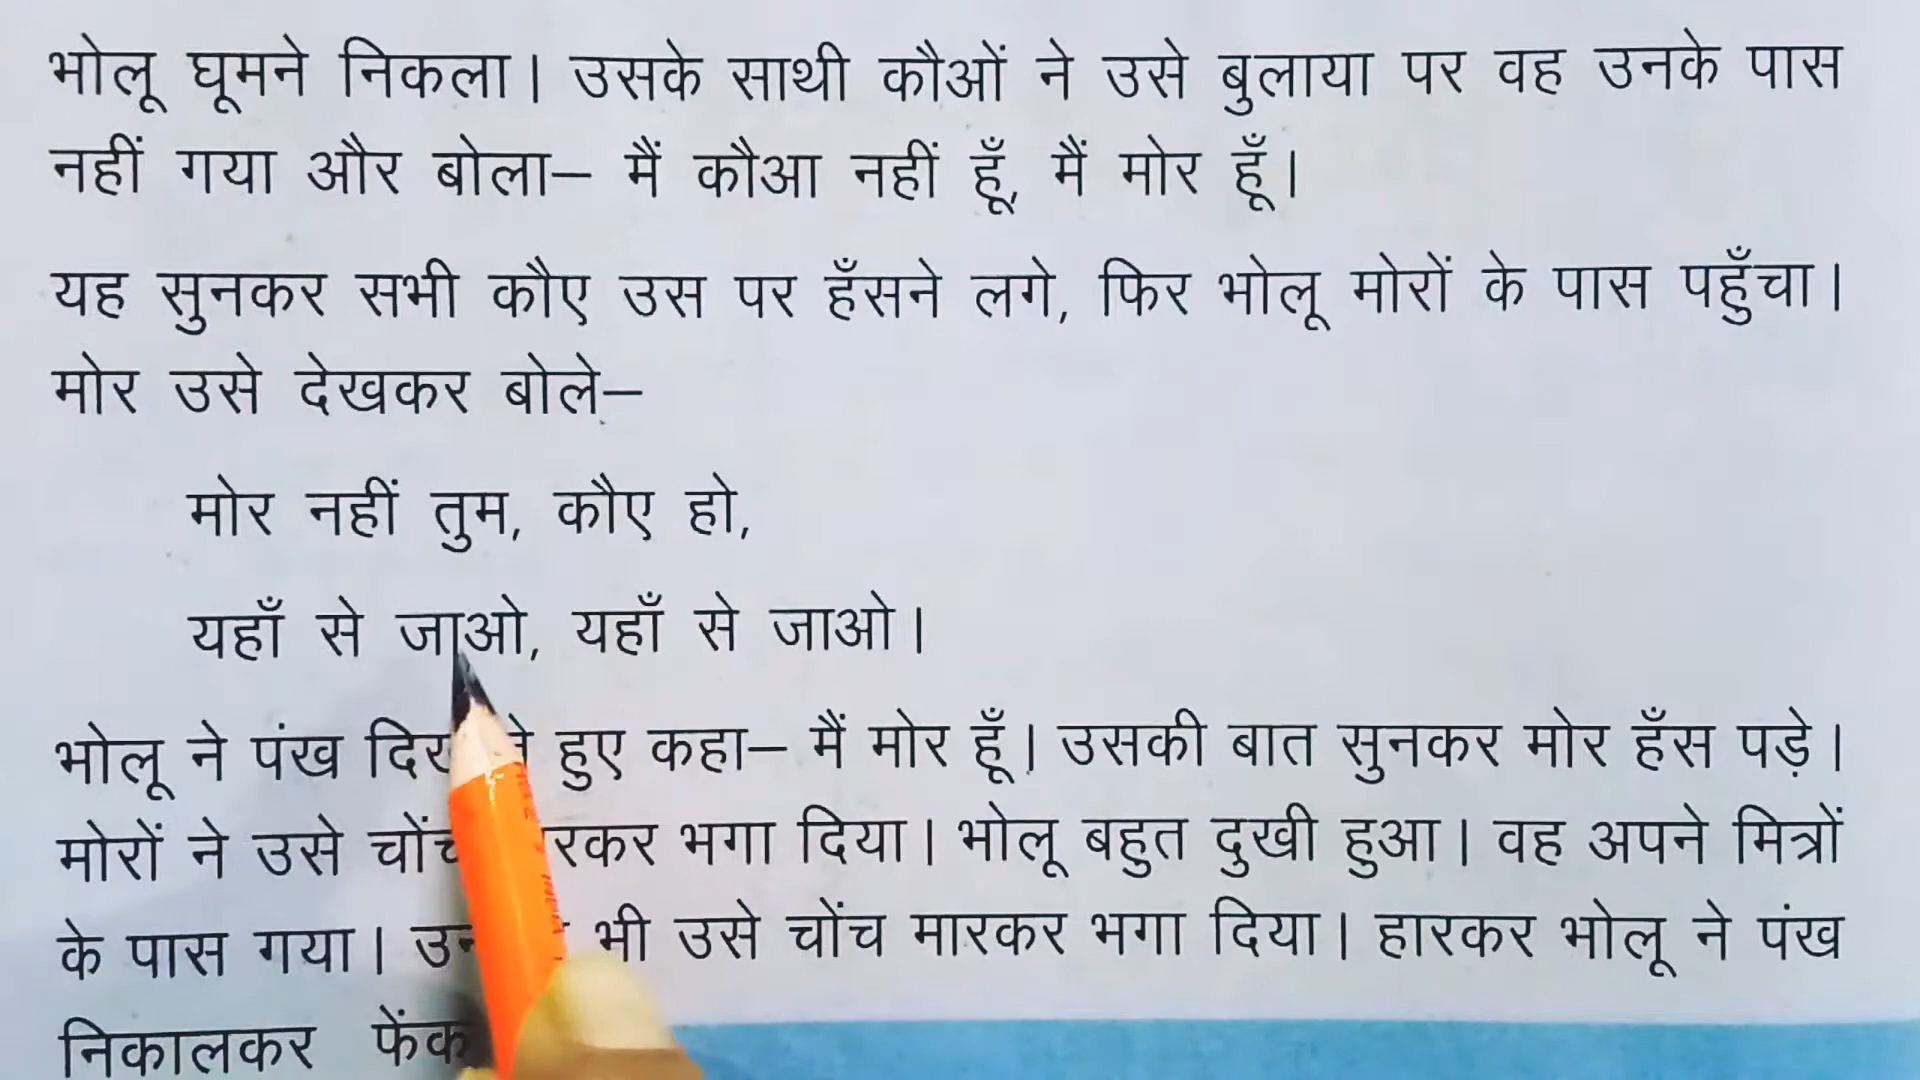 भोलू घूमने निकला। उसके साथी कौओं ने उसे बुलाया पर वह उनके पास
नहीं गया और बोला– मैं कौआ नहीं हूँ, मैं मोर हूँ।
यह सुनकर सभी कौए उस पर हँसने लगे, फिर भोलू मोरों के पास पहुँचा।
मोर उसे देखकर बोले–
मोर नहीं तुम, कौए हो,
यहाँ से जाओ, यहाँ से जाओ।
भोलू ने पंख हुए कहा– मैं मोर हूँ। उसकी बात सुनकर मोर हँस पड़े।
मोरों ने उसे भगा दिया। भोलू बहुत दुखी हुआ। वह अपने मित्रों
के पास गया। भी उसे चोंच मारकर भगा दिया। हारकर भोलू ने पंख
निकालकर